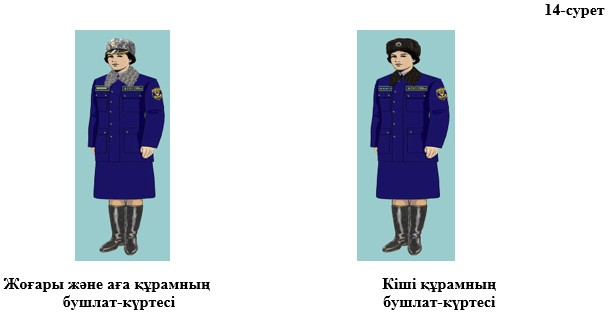 14-сурет
Жоғары және аға құрамның
бушлат-күртесі
Кіші құрамның
бушлат-күртесі